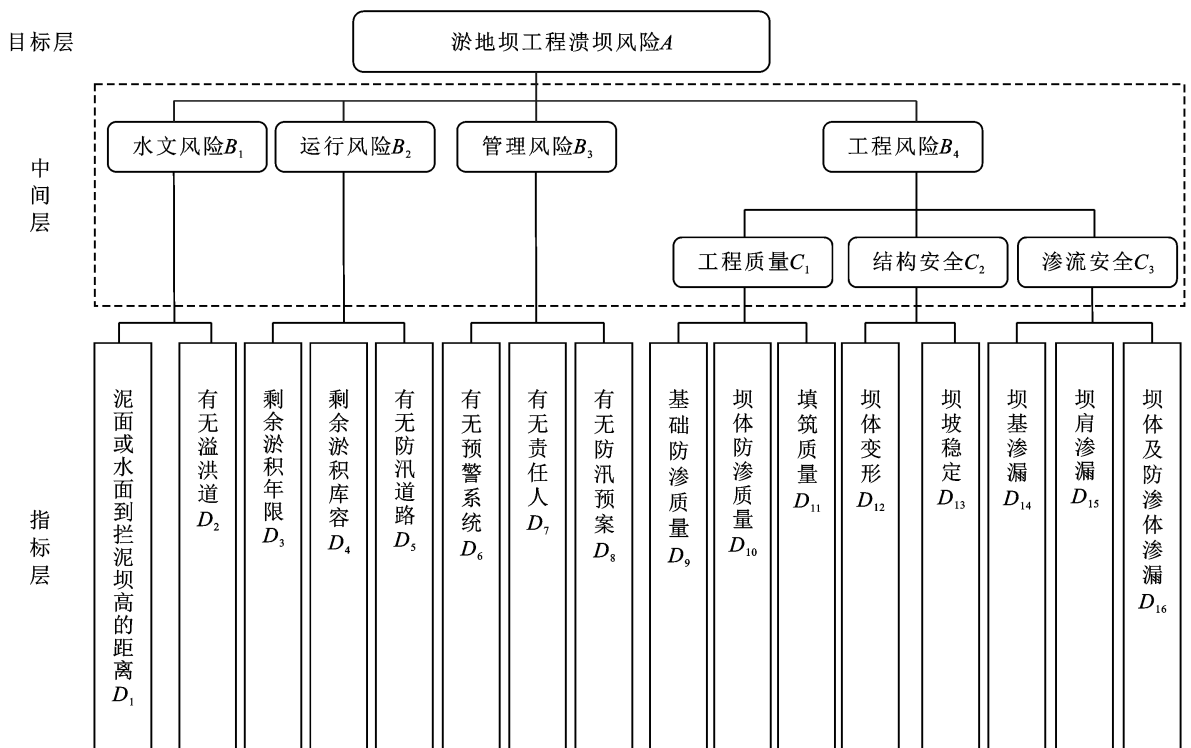 目标层
淤地坝工程溃坝风险A
中间层
水文风险B₁
运行风险B₂
管理风险B₃
工程风险B₄
工程质量C₁
结构安全C₂
渗流安全C₃
指标层
泥面或水面到拦泥坝高的距离D₁
有无溢洪道D₂
剩余淤积年限D₃
剩余淤积库容D₄
有无防汛道路D₅
有无预警系统D₆
有无责任人D₇
有无防汛预案D₈
基础防渗质量D₉
坝体防渗质量D₁₀
填筑质量D₁₁
坝体变形D₁₂
坝坡稳定D₁₃
坝基渗漏D₁₄
坝肩渗漏D₁₅
坝体及防渗体渗漏D₁₆